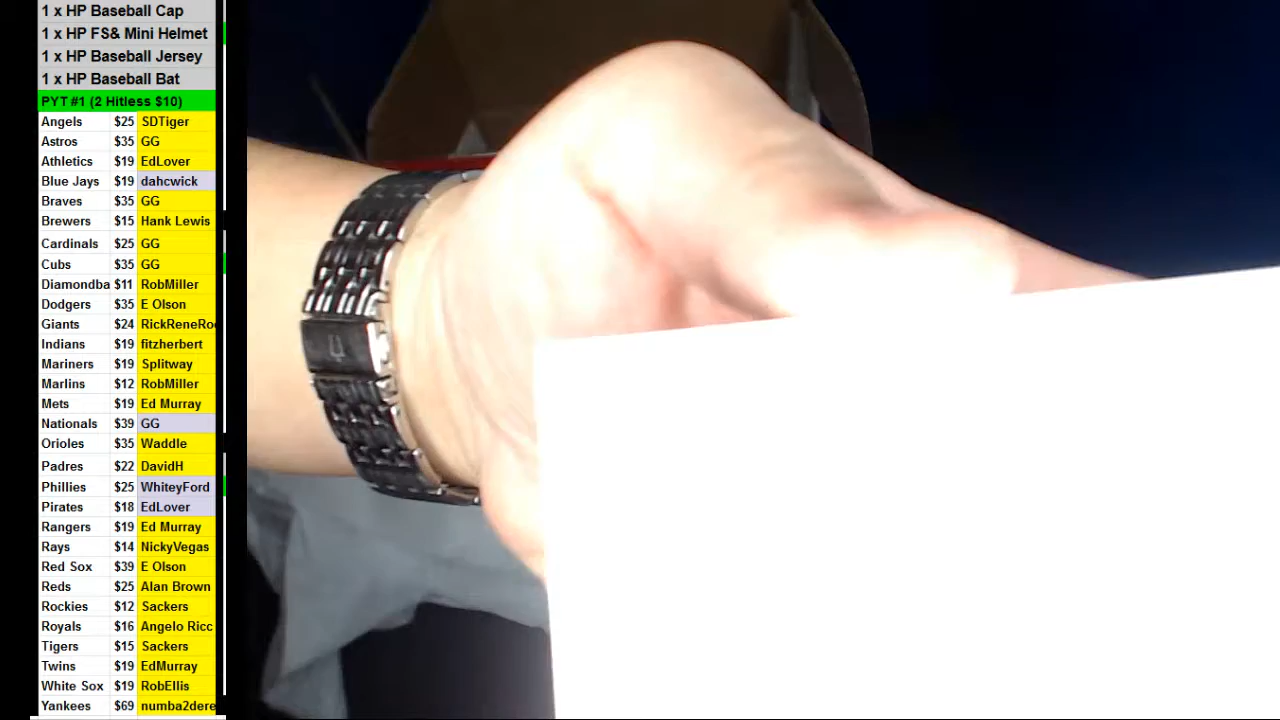 1 x HP Baseball Cap
1 x HP FS& Mini Helmet
1 x HP Baseball Jersey
1 x HP Baseball Bat
PYT #1 (2 Hitless $10)
Angels $25 SDTiger
Astros $35 GG
Athletics $19 EdLover
Blue Jays $19 dahcwick
Braves $35 GG
Brewers $15 Hank Lewis
Cardinals $25 GG
Cubs $35 GG
Diamondba $11 RobMiller
Dodgers $35 E Olson
Giants $24 RickReneRo
Indians $19 fitzherbert
Mariners $19 Splitway
Marlins $12 RobMiller
Mets $19 Ed Murray
Nationals $39 GG
Orioles $35 Waddle
Padres $22 DavidH
Phillies $25 WhiteyFord
Pirates $18 EdLover
Rangers $19 Ed Murray
Rays $14 NickyVegas
Red Sox $39 E Olson
Reds $25 Alan Brown
Rockies $12 Sackers
Royals $16 Angelo Ricc
Tigers $15 Sackers
Twins $19 EdMurray
White Sox $19 RobEllis
Yankees $69 numba2dere